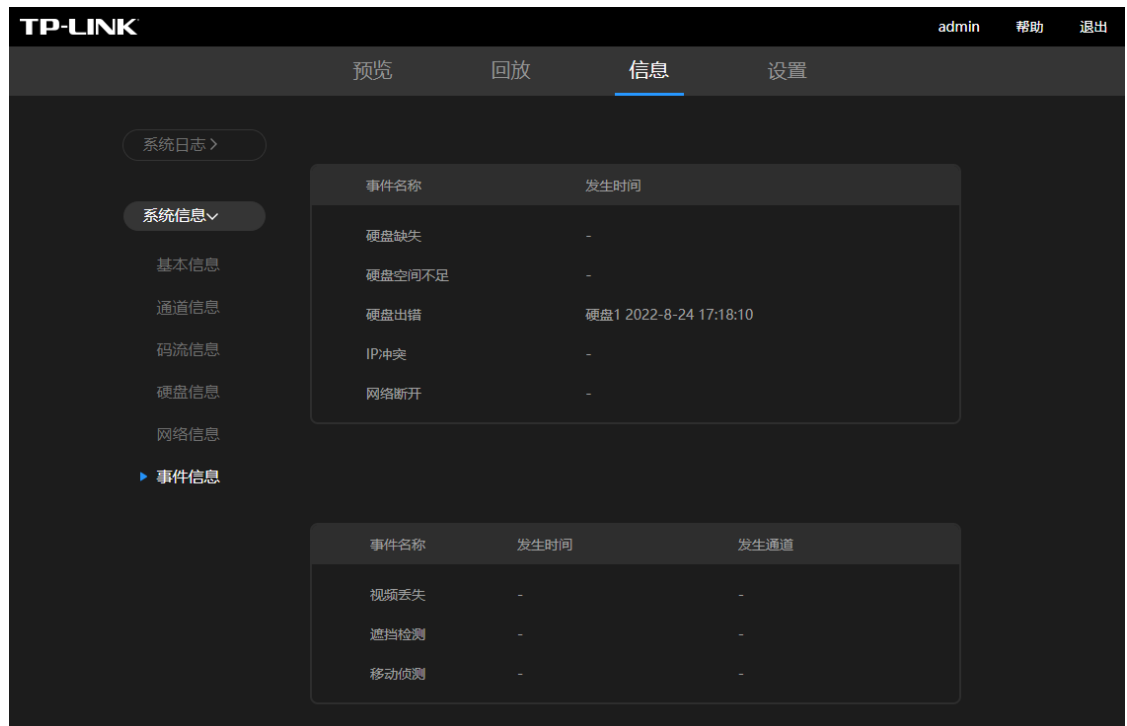 TP-LINK
admin 帮助 退出
预览 回放 信息 设置
系统日志
系统信息
基本信息
通道信息
码流信息
硬盘信息
网络信息
事件信息
事件名称 发生时间
硬盘缺失 -
硬盘空间不足 -
硬盘出错 硬盘1 2022-8-24 17:18:10
IP冲突 -
网络断开 -
事件名称 发生时间 发生通道
视频丢失 - -
遮挡检测 - -
移动侦测 - -